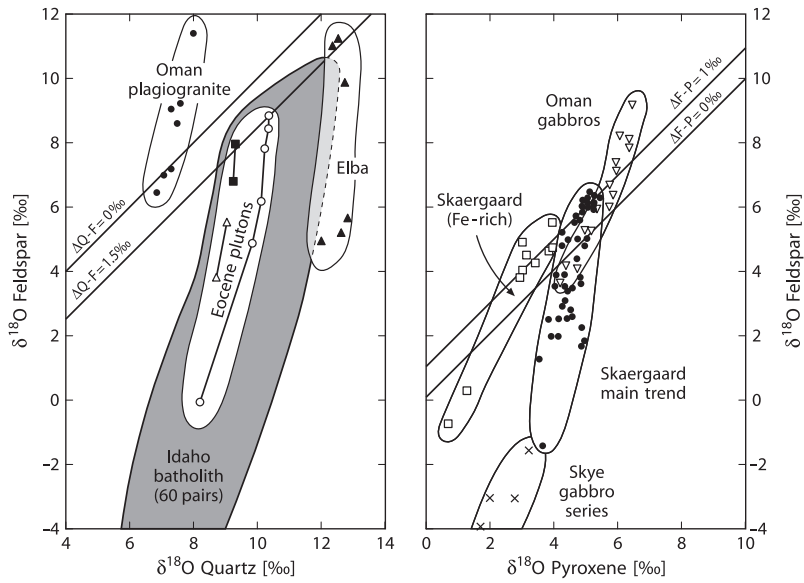 12
10
8
6
4
2
0
−2
−4
4
6
8
10
12
14
δ18O Feldspar [‰]
δ18O Quartz [‰]
Oman
plagiogranite
ΔQ-F=0‰
ΔQ-F=1.5‰
Eocene plutons
Elba
Idaho
batholith
(60 pairs)
ΔF-P=1‰
ΔF-P=0‰
Oman
gabbros
Skaergaard
(Fe-rich)
Skaergaard
main trend
Skye
gabbro
series
12
10
8
6
4
2
0
−2
−4
0
2
4
6
8
10
δ18O Feldspar [‰]
δ18O Pyroxene [‰]